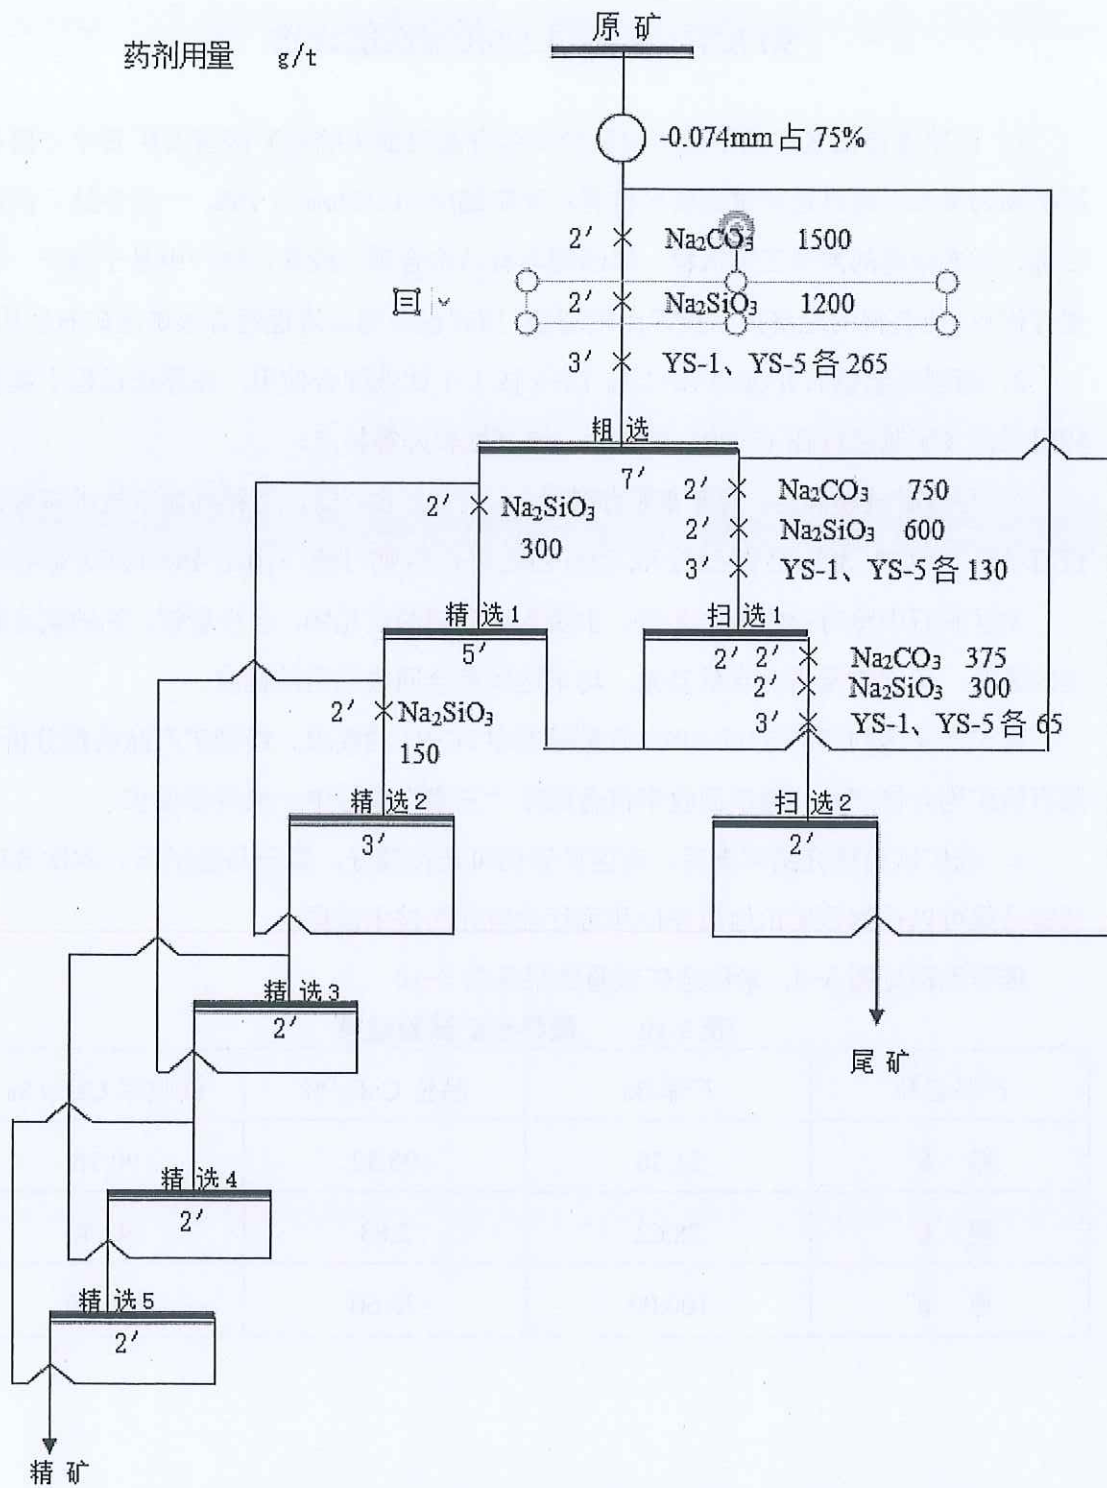 原 矿
药剂用量 g/t
-0.074mm 占 75%
2′ Na₂CO₃ 1500
2′ Na₂SiO₃ 1200
3′ YS-1、YS-5 各 265
粗 选
7′
2′ Na₂SiO₃
300
2′ Na₂CO₃ 750
2′ Na₂SiO₃ 600
3′ YS-1、YS-5 各 130
精 选1
5′
扫 选1
2′ 2′ Na₂CO₃ 375
2′ Na₂SiO₃ 300
3′ YS-1、YS-5 各 65
2′ Na₂SiO₃
150
精 选2
3′
扫 选2
2′
精 选3
2′
尾 矿
精 选4
2′
精 选5
2′
精 矿